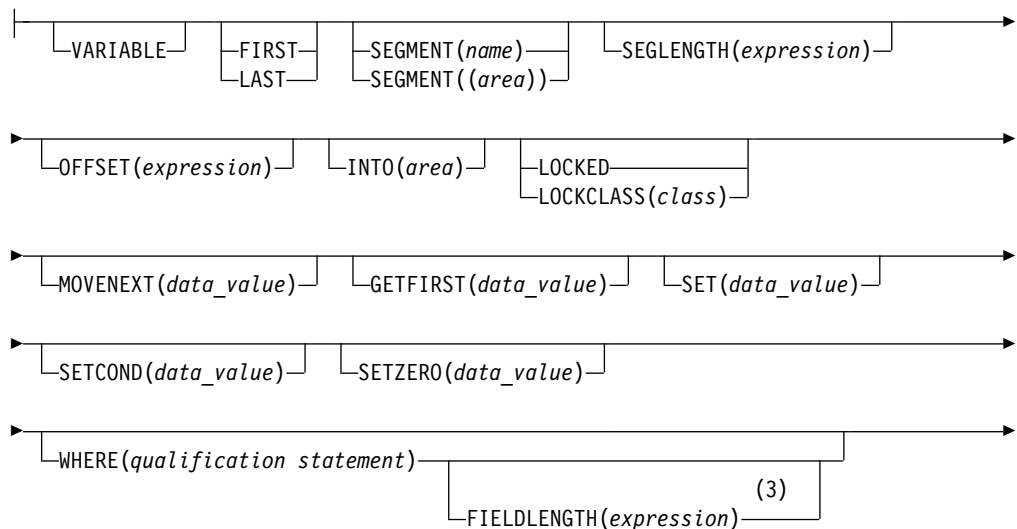 VARIABLE FIRST SEGMENT(name) SEGLENGTH(expression)
LAST SEGMENT((area))
OFFSET(expression) INTO(area) LOCKED
LOCKCLASS(class)
MOVENEXT(data_value) GETFIRST(data_value) SET(data_value)
SETCOND(data_value) SETZERO(data_value)
WHERE(qualification statement)
(3)
FIELDLENGTH(expression)